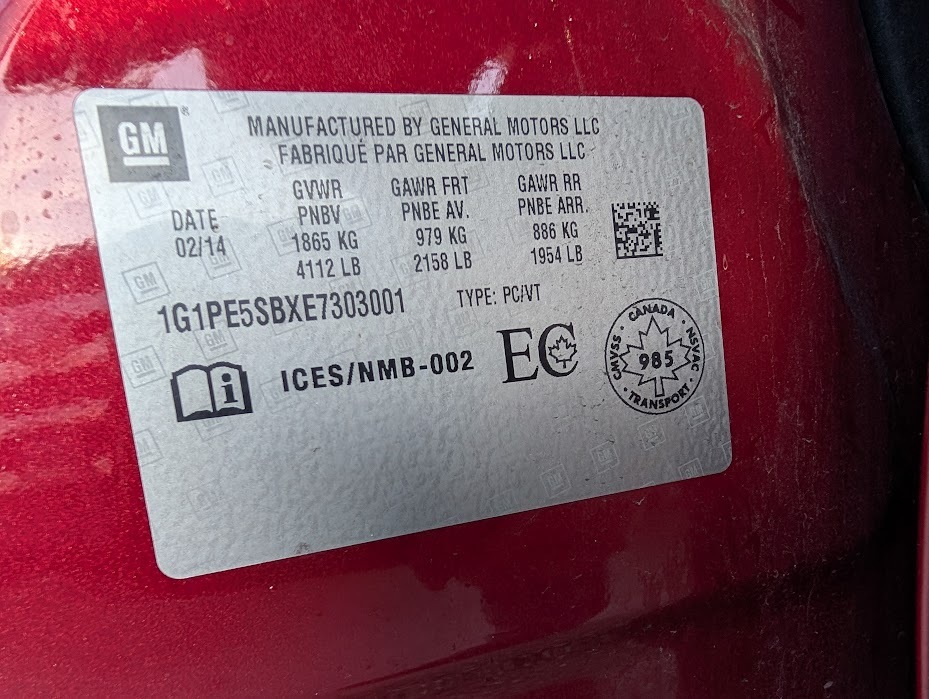 GM
MANUFACTURED BY GENERAL MOTORS LLC
FABRIQUÉ PAR GENERAL MOTORS LLC
DATE
02/14
GVWR
PNBV
1865 KG
4112 LB
GAWR FRT
PNBE AV.
979 KG
2158 LB
GAWR RR
PNBE ARR.
886 KG
1954 LB
1G1PE5SBXE7303001
TYPE: PC/VT
i
ICES/NMB-002
EC
CANADA
CMVSS
985
NSVAC
TRANSPORT